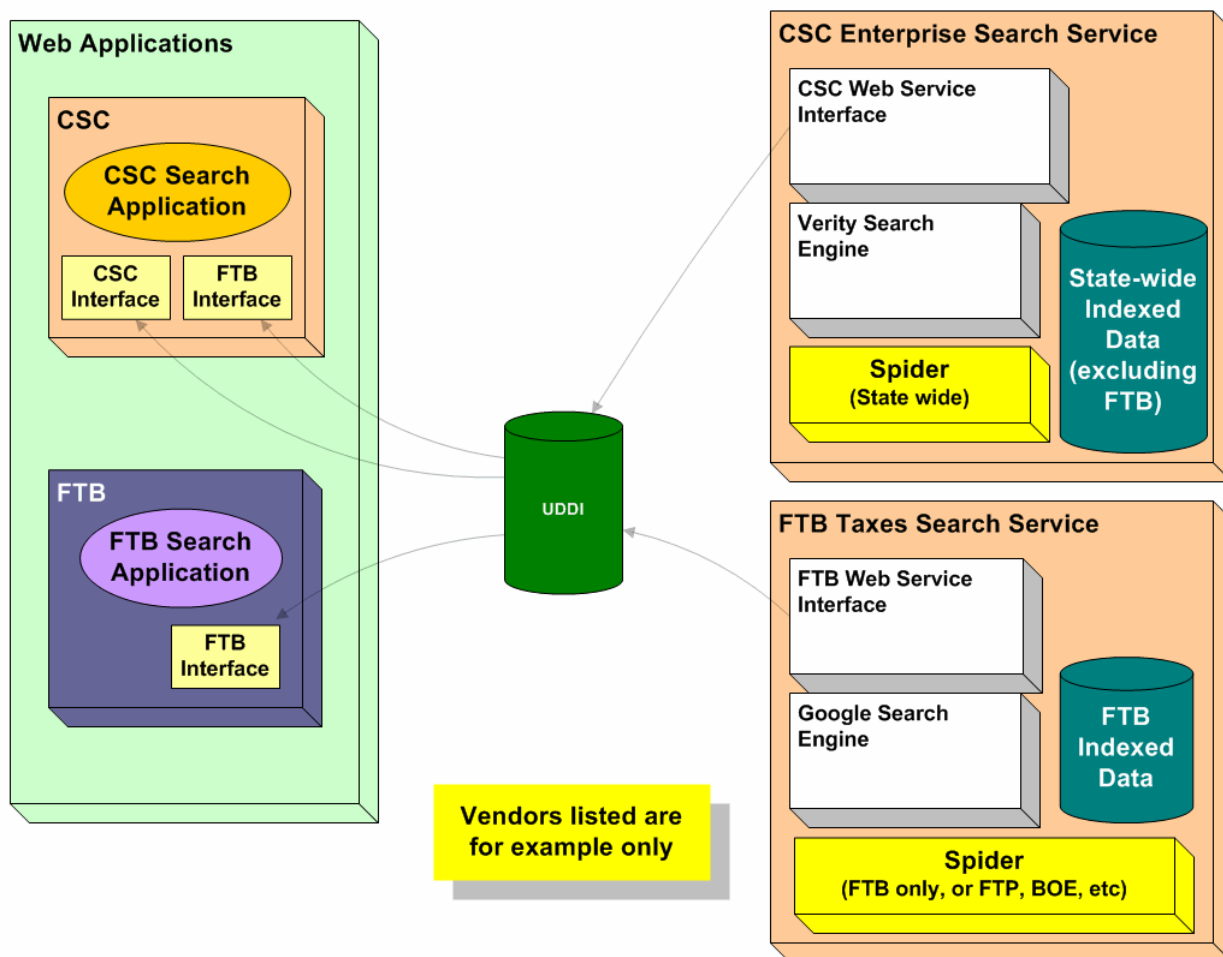 Web Applications
CSC
CSC Search
Application
CSC
Interface
FTB
Interface
FTB
FTB Search
Application
FTB
Interface
UDDI
Vendors listed are
for example only
CSC Enterprise Search Service
CSC Web Service
Interface
Verity Search
Engine
Spider
(State wide)
State-wide
Indexed
Data
(excluding
FTB)
FTB Taxes Search Service
FTB Web Service
Interface
Google Search
Engine
FTB
Indexed
Data
Spider
(FTB only, or FTP, BOE, etc)